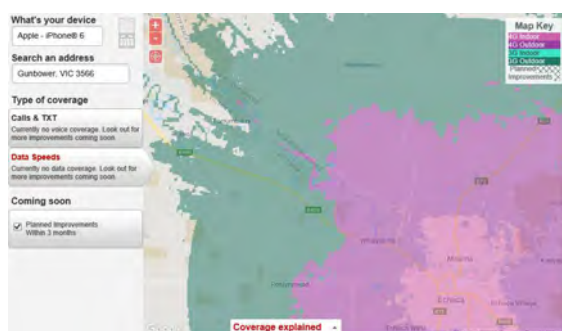 What's your device
Apple - iPhone® 6
Search an address
Gunbower, VIC 3566
Type of coverage
Calls & TXT
Currently no voice coverage. Look out for
more improvements coming soon.
Data Speeds
Currently no data coverage. Look out for
more improvements coming soon.
Coming soon
Planned Improvements
Within 3 months
Map Key
4G Indoor
4G Outdoor
3G Indoor
3G Outdoor
Planned
Improvements
Moama
Echuca
Echuca Village
Coverage explained